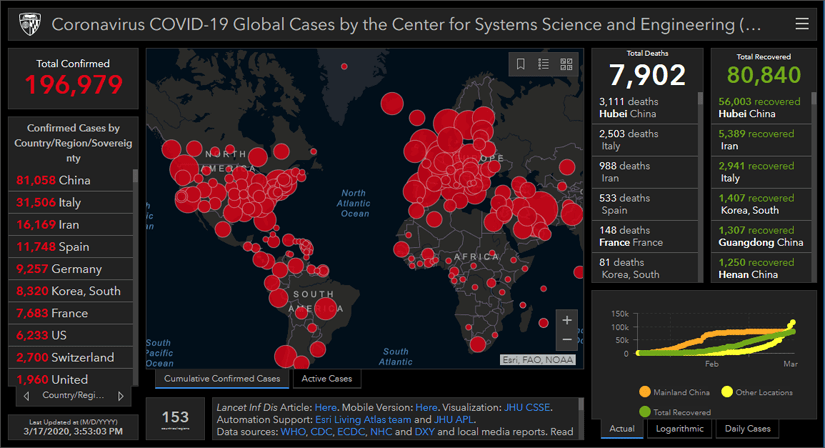 Coronavirus COVID-19 Global Cases by the Center for Systems Science and Engineering (...
Total Confirmed
196,979
Confirmed Cases by
Country/Region/Sovereig
nty
81,058 China
31,506 Italy
16,169 Iran
11,748 Spain
9,257 Germany
8,320 Korea, South
7,683 France
6,233 US
2,700 Switzerland
1,960 United
Country/Regi...
Last Updated at (M/D/YYYY)
3/17/2020, 3:53:03 PM
NORTH
AMERICA
North
Atlantic
Ocean
OPE
AFRICA
SOUTH
AMERICA
South
Pacific
Ocean
South
Atlantic
+
−
Esri, FAO, NOAA
Cumulative Confirmed Cases
Active Cases
153
countries/regions
Lancet Inf Dis Article: Here. Mobile Version: Here. Visualization: JHU CSSE.
Automation Support: Esri Living Atlas team and JHU APL.
Data sources: WHO, CDC, ECDC, NHC and DXY and local media reports. Read
Total Deaths
7,902
3,111 deaths
Hubei China
2,503 deaths
Italy
988 deaths
Iran
533 deaths
Spain
148 deaths
France France
81 deaths
Korea, South
Total Recovered
80,840
56,003 recovered
Hubei China
5,389 recovered
Iran
2,941 recovered
Italy
1,407 recovered
Korea, South
1,307 recovered
Guangdong China
1,250 recovered
Henan China
150k
100k
50k
0
Feb
Mar
Mainland China
Other Locations
Total Recovered
Actual
Logarithmic
Daily Cases